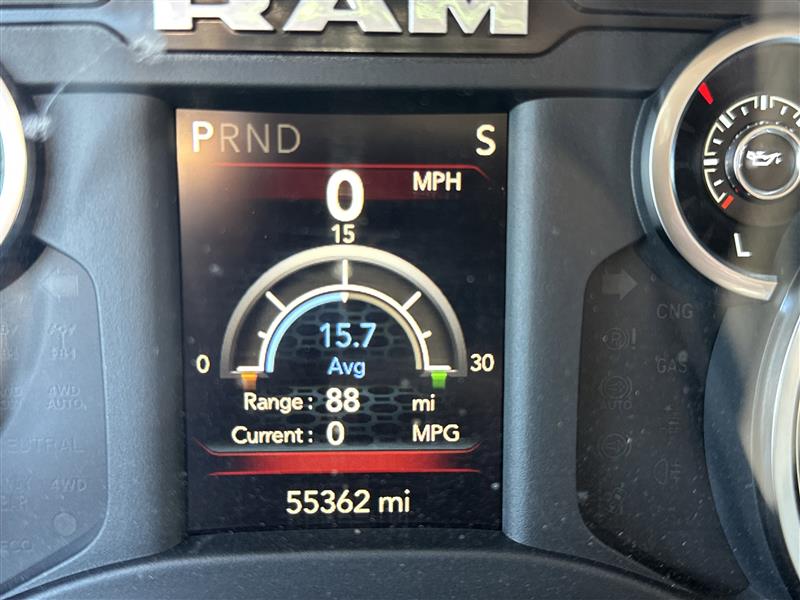 RAM
PRND S
0 MPH
15
15.7
Avg
0 30
Range: 88 mi
Current: 0 MPG
55362 mi
L
CNG
GAS
4WD
AUTO
AUTO
4WD